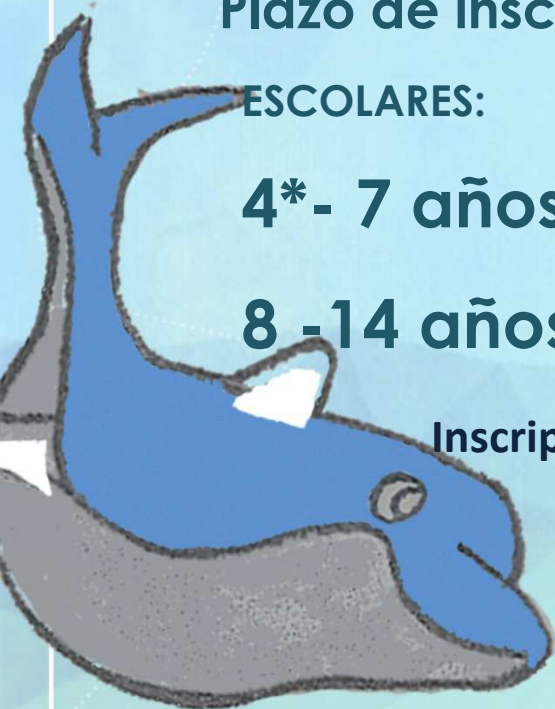 Plazo de insc
ESCOLARES:
4*- 7 años
8 -14 años
Inscrip